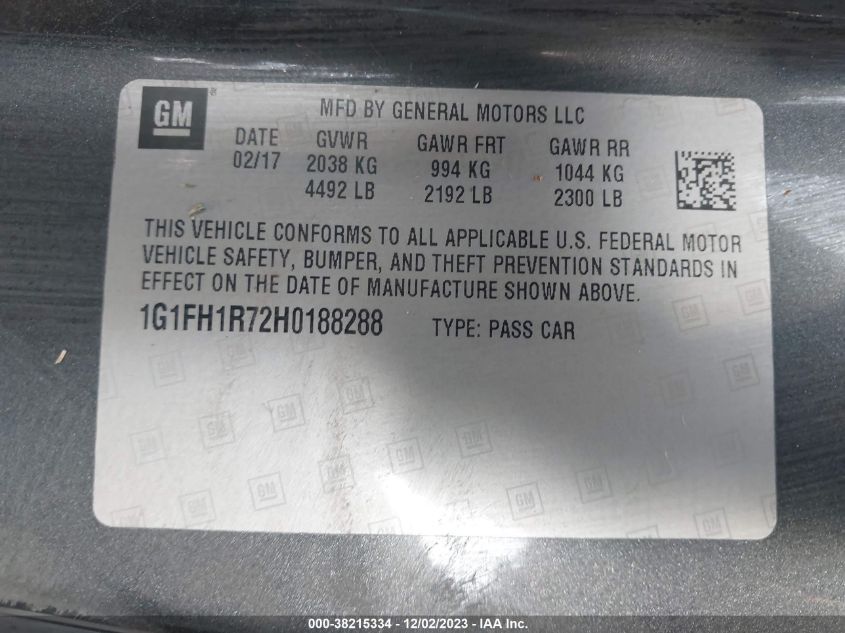 GM
MFD BY GENERAL MOTORS LLC
DATE GVWR GAWR FRT GAWR RR
02/17 2038 KG 994 KG 1044 KG
4492 LB 2192 LB 2300 LB
THIS VEHICLE CONFORMS TO ALL APPLICABLE U.S. FEDERAL MOTOR
VEHICLE SAFETY, BUMPER, AND THEFT PREVENTION STANDARDS IN
EFFECT ON THE DATE OF MANUFACTURE SHOWN ABOVE.
1G1FH1R72H0188288 TYPE: PASS CAR
000-38215334 - 12/02/2023 - IAA Inc.